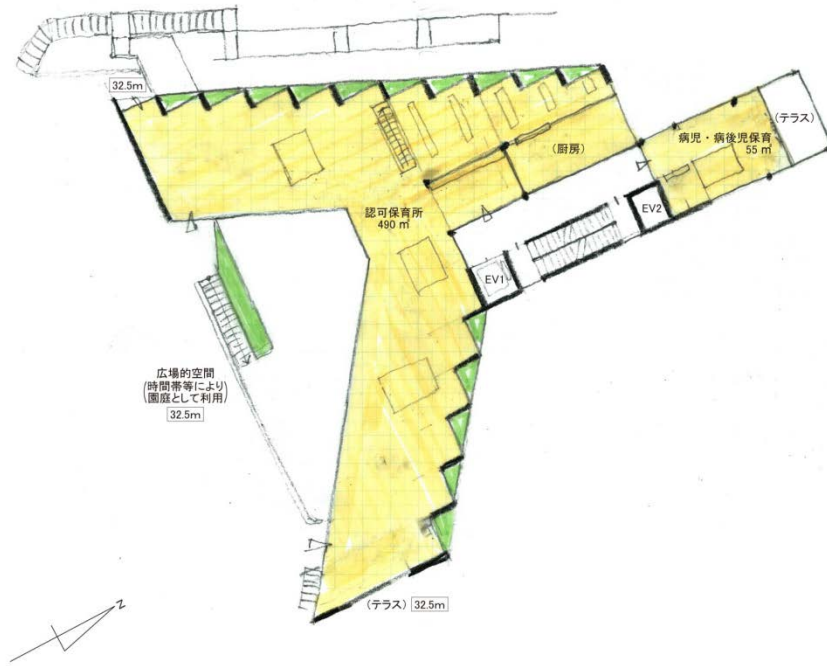 32.5m
(テラス)
病児・病後児保育
55 ㎡
(厨房)
認可保育所
490 ㎡
EV2
EV1
広場的空間
(時間帯等により
園庭として利用)
32.5m
(テラス) 32.5m
N